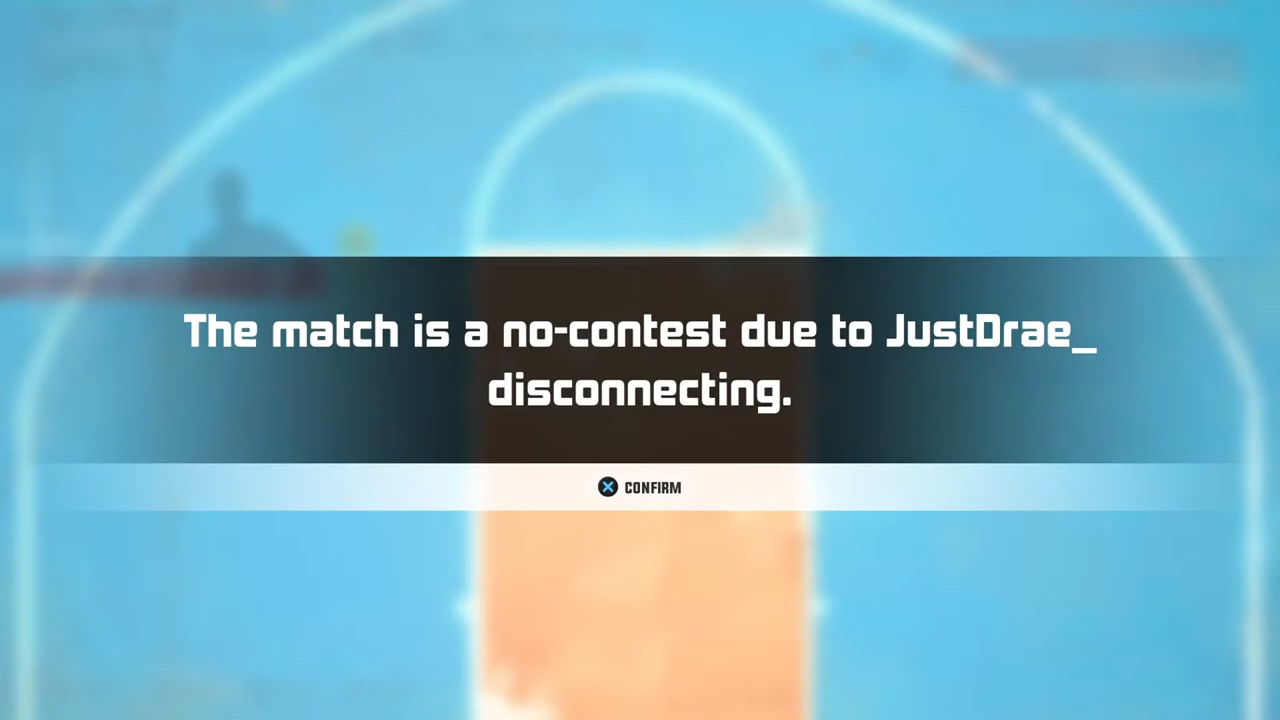 The match is a no-contest due to JustDrae_
disconnecting.
CONFIRM